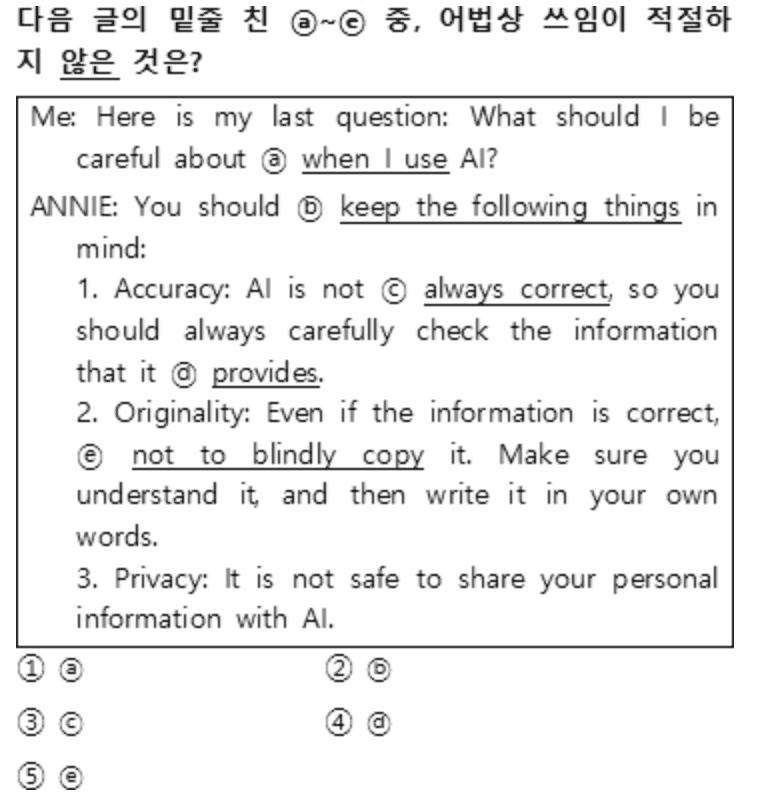 다음 글의 밑줄 친 ⓐ~ⓔ 중, 어법상 쓰임이 적절하
지 않은 것은?
Me: Here is my last question: What should I be
careful about ⓐ when I use AI?
ANNIE: You should ⓑ keep the following things in
mind:
1. Accuracy: AI is not ⓒ always correct, so you
should always carefully check the information
that it ⓓ provides.
2. Originality: Even if the information is correct,
ⓔ not to blindly copy it. Make sure you
understand it, and then write it in your own
words.
3. Privacy: It is not safe to share your personal
information with AI.
① ⓐ ② ⓑ
③ ⓒ ④ ⓓ
⑤ ⓔ